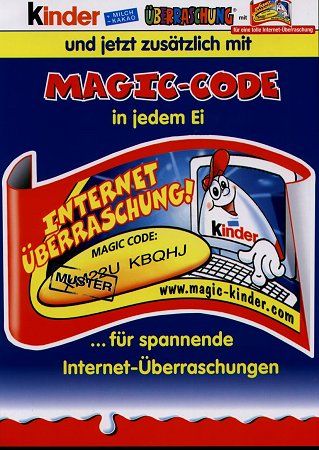 Kinder
+ MILCH
- KAKAO
ÜBERRASCHUNG® mit
für eine tolle Internet-Überraschung
und jetzt zusätzlich mit
MAGIC-CODE
in jedem Ei
INTERNET
ÜBERRASCHUNG!
MAGIC CODE:
KBQHJ
MUSTER
Kinder
www.magic-kinder.com
...für spannende
Internet-Überraschungen